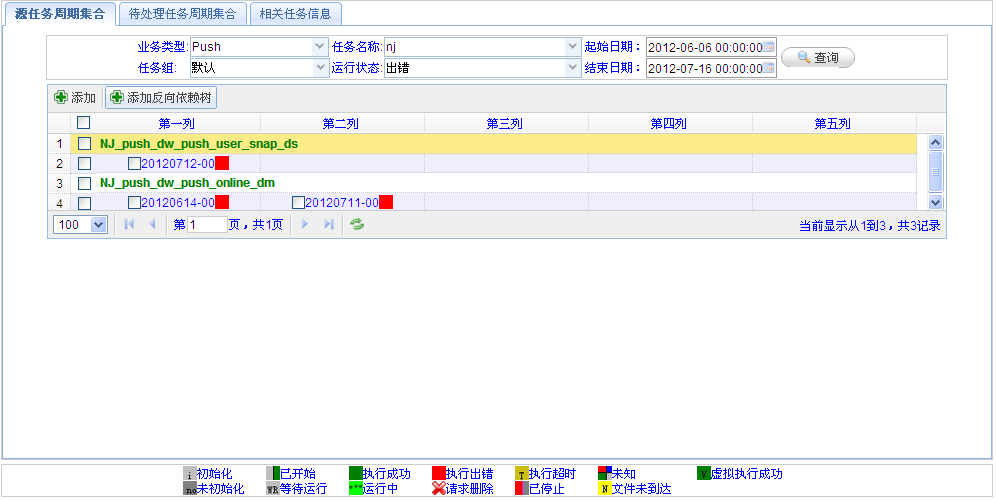 源任务周期集合 待处理任务周期集合 相关任务信息
业务类型: Push 任务名称: nj 起始日期： 2012-06-06 00:00:00 查询
任务组: 默认 运行状态: 出错 结束日期： 2012-07-16 00:00:00
添加 添加反向依赖树
第一列 第二列 第三列 第四列 第五列
1 NJ_push_dw_push_user_snap_ds
2 20120712-00
3 NJ_push_dw_push_online_dm
4 20120614-00 20120711-00
100 第 1 页，共1页 当前显示从1到3，共3记录
i 初始化 已开始 执行成功 执行出错 T 执行超时 未知 V 虚拟执行成功
no 未初始化 WR 等待运行 *** 运行中 请求删除 已停止 N 文件未到达